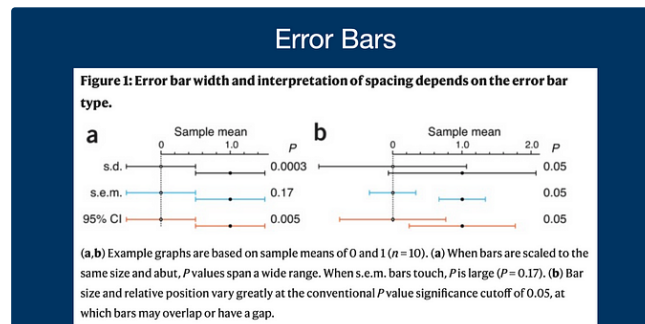 Error Bars
Figure 1: Error bar width and interpretation of spacing depends on the error bar
type.
a
Sample mean
0 1.0 P
s.d. 0.0003
s.e.m. 0.17
95% CI 0.005
b
Sample mean
0 1.0 2.0 P
0.05
0.05
0.05
(a,b) Example graphs are based on sample means of 0 and 1 (n = 10). (a) When bars are scaled to the
same size and abut, P values span a wide range. When s.e.m. bars touch, P is large (P = 0.17). (b) Bar
size and relative position vary greatly at the conventional P value significance cutoff of 0.05, at
which bars may overlap or have a gap.